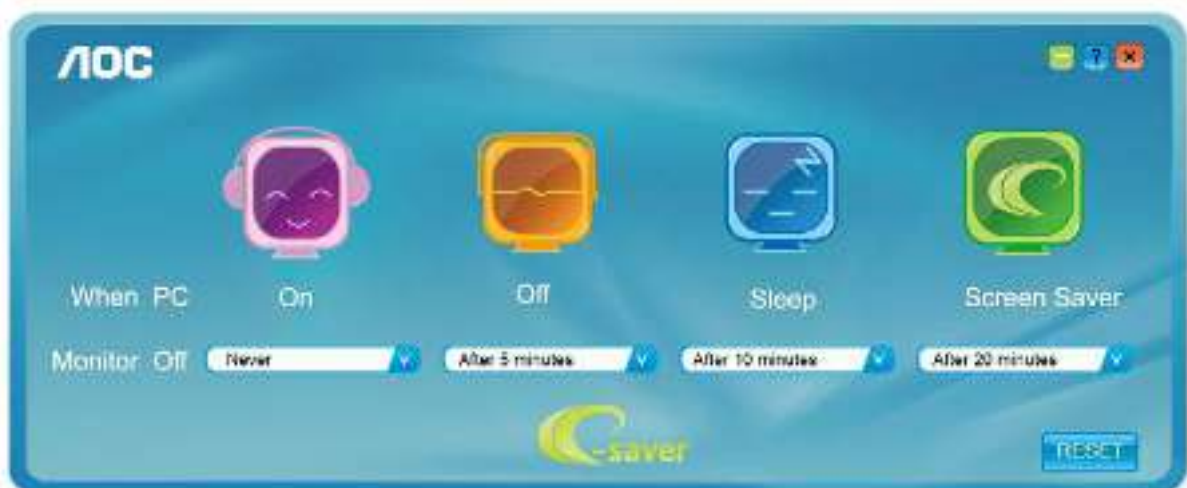 AOC
?
When PC On Off Sleep Screen Saver
Monitor Off Never After 5 minutes After 10 minutes After 20 minutes
e-saver
RESET